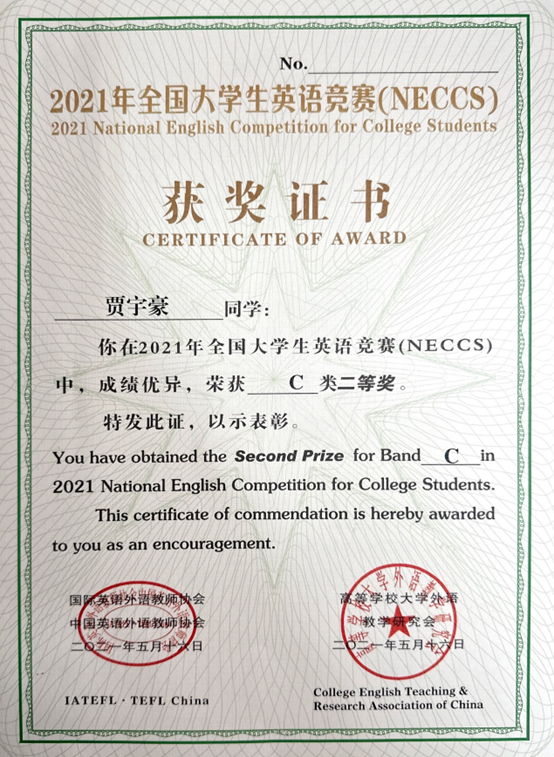 No.
2021年全国大学生英语竞赛(NECCS)
2021 National English Competition for College Students
获奖证书
CERTIFICATE OF AWARD
贾宇豪 同学：
你在2021年全国大学生英语竞赛(NECCS)
中，成绩优异，荣获 C 类二等奖。
特发此证，以示表彰。
You have obtained the Second Prize for Band C in
2021 National English Competition for College Students.
This certificate of commendation is hereby awarded
to you as an encouragement.
国际英语外语教师协会
中国英语外语教师协会
二〇二一年五月十六日
IATEFL · TEFL China
高等学校大学外语
教学研究会
二〇二一年五月十六日
College English Teaching &
Research Association of China